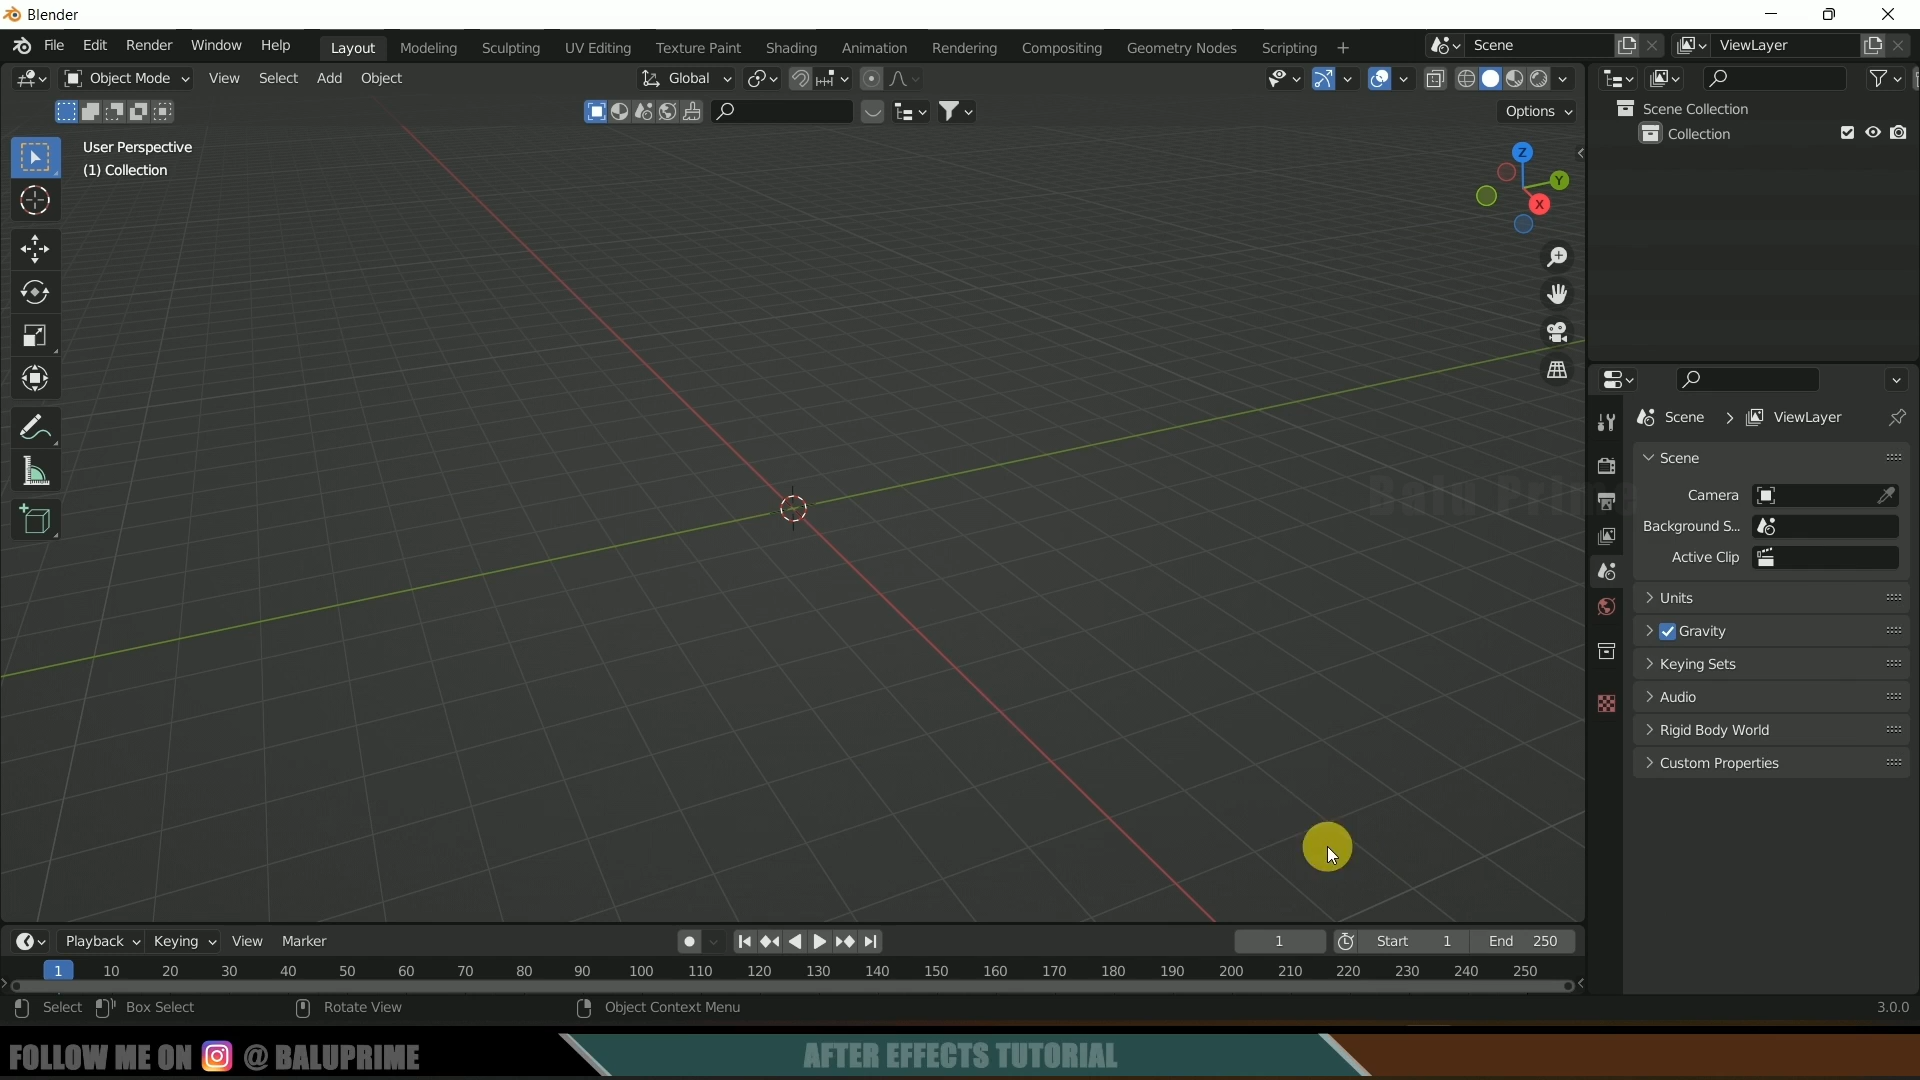 Blender
File Edit Render Window Help Layout Modeling Sculpting UV Editing Texture Paint Shading Animation Rendering Compositing Geometry Nodes Scripting + Scene ViewLayer
Object Mode View Select Add Object Global
Options
User Perspective
(1) Collection
Z
Y
X
Scene Collection
Collection
Scene > ViewLayer
Scene
Camera
Background S...
Active Clip
Units
Gravity
Keying Sets
Audio
Rigid Body World
Custom Properties
Balu Prime
Playback Keying View Marker 1 Start 1 End 250
1 10 20 30 40 50 60 70 80 90 100 110 120 130 140 150 160 170 180 190 200 210 220 230 240 250
Select Box Select Rotate View Object Context Menu 3.0.0
FOLLOW ME ON @ BALUPRIME AFTER EFFECTS TUTORIAL